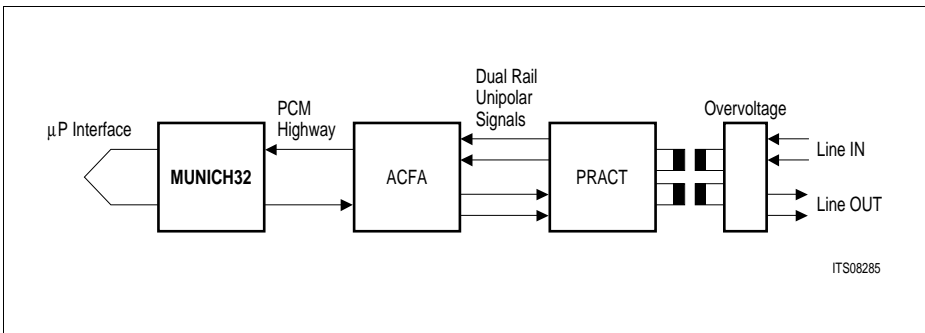 μP Interface
MUNICH32
PCM
Highway
ACFA
Dual Rail
Unipolar
Signals
PRACT
Overvoltage
Line IN
Line OUT
ITS08285